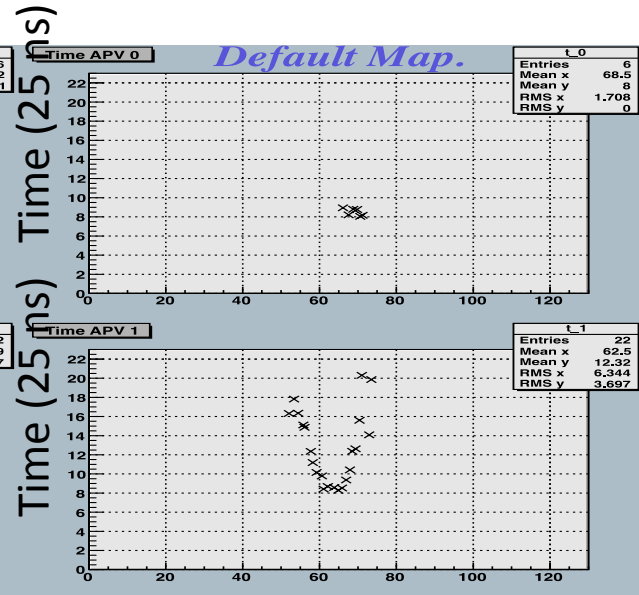 Default Map.
Time (25 ns)
Time APV 0
t_0
Entries 6
Mean x 68.5
Mean y 8
RMS x 1.708
RMS y 0
22
20
18
16
14
12
10
8
6
4
2
0
0 20 40 60 80 100 120
Time (25 ns)
Time APV 1
t_1
Entries 22
Mean x 62.5
Mean y 12.32
RMS x 6.344
RMS y 3.697
22
20
18
16
14
12
10
8
6
4
2
0
0 20 40 60 80 100 120